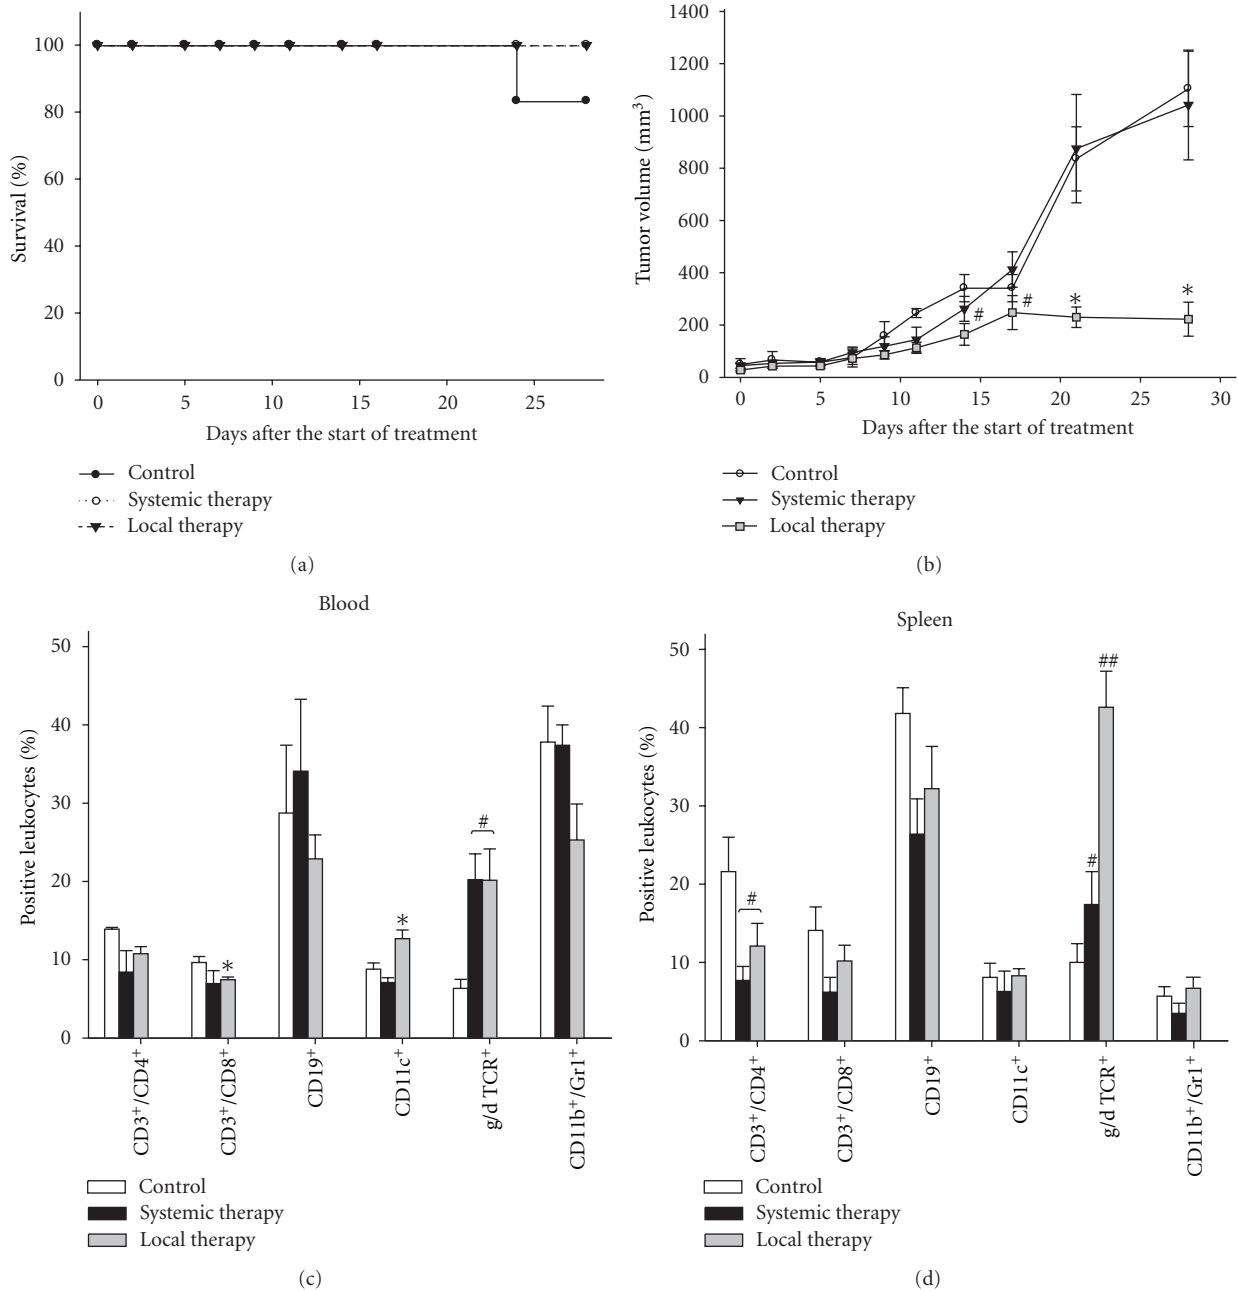 100
80
60
40
20
0
Survival (%)
0 5 10 15 20 25
Days after the start of treatment
Control
Systemic therapy
Local therapy
(a)
1400
1200
1000
800
600
400
200
0
Tumor volume (mm³)
# # * *
0 5 10 15 20 25 30
Days after the start of treatment
Control
Systemic therapy
Local therapy
(b)
Blood
50
40
30
20
10
0
Positive leukocytes (%)
* * #
CD3⁺/CD4⁺
CD3⁺/CD8⁺
CD19⁺
CD11c⁺
g/d TCR⁺
CD11b⁺/Gr1⁺
Control
Systemic therapy
Local therapy
(c)
Spleen
50
40
30
20
10
0
Positive leukocytes (%)
# # ##
CD3⁺/CD4⁺
CD3⁺/CD8⁺
CD19⁺
CD11c⁺
g/d TCR⁺
CD11b⁺/Gr1⁺
Control
Systemic therapy
Local therapy
(d)